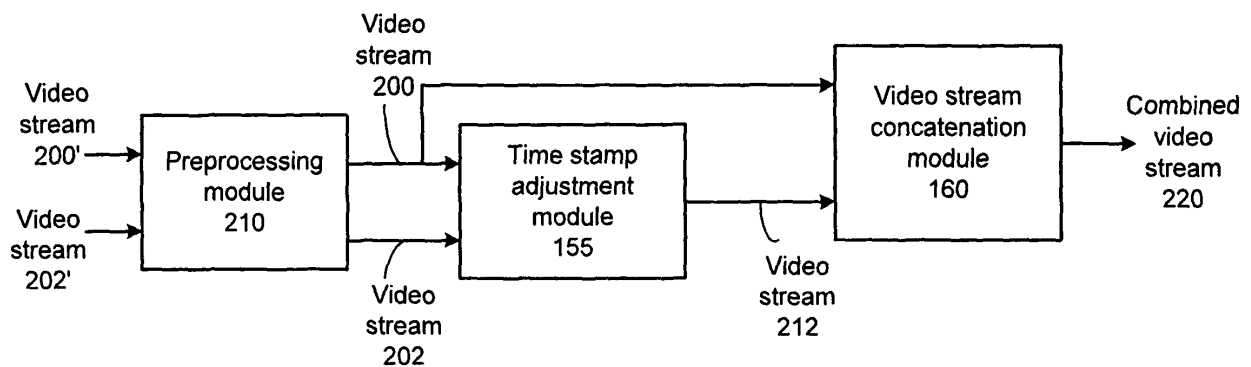 Video
stream
200'
Video
stream
202'
Preprocessing
module
210
Video
stream
200
Video
stream
202
Time stamp
adjustment
module
155
Video
stream
212
Video stream
concatenation
module
160
Combined
video
stream
220